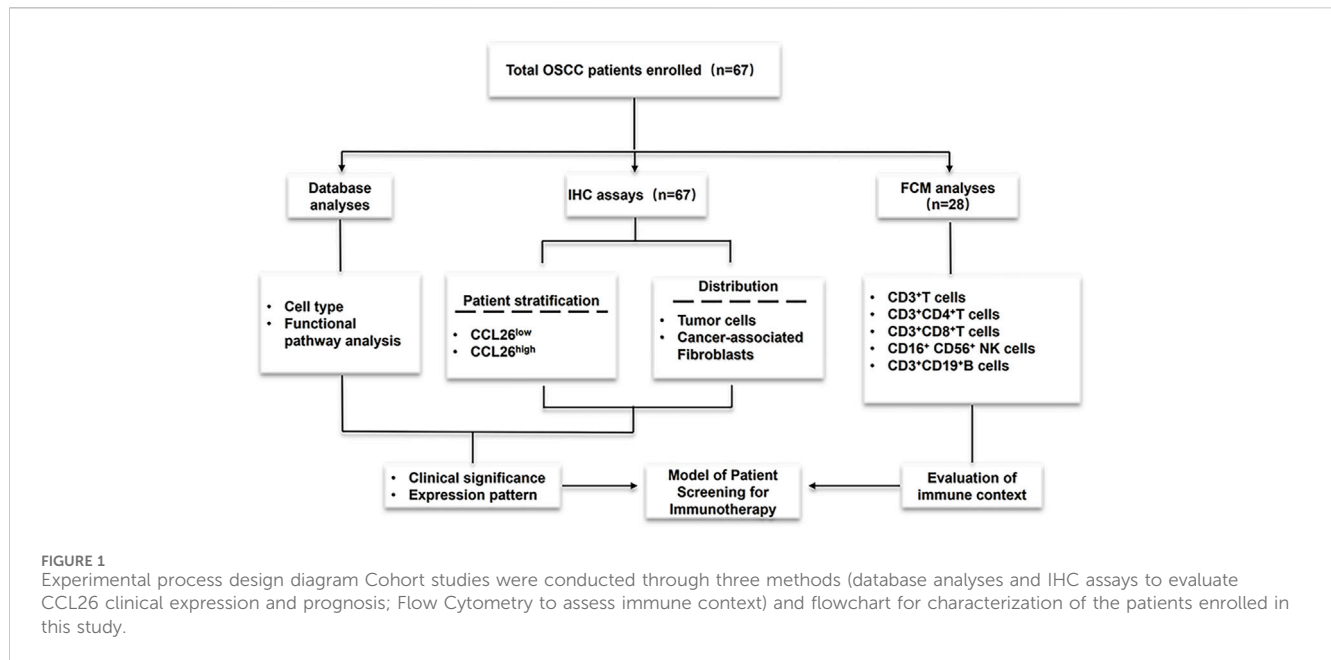 Total OSCC patients enrolled (n=67)
Database
analyses
IHC assays (n=67)
FCM analyses
(n=28)
• Cell type
• Functional
pathway analysis
Patient stratification
• CCL26low
• CCL26high
Distribution
• Tumor cells
• Cancer-associated
Fibroblasts
• CD3+T cells
• CD3+CD4+T cells
• CD3+CD8+T cells
• CD16+ CD56+ NK cells
• CD3+CD19+B cells
• Clinical significance
• Expression pattern
Model of Patient
Screening for
Immunotherapy
Evaluation of
immune context
FIGURE 1
Experimental process design diagram Cohort studies were conducted through three methods (database analyses and IHC assays to evaluate
CCL26 clinical expression and prognosis; Flow Cytometry to assess immune context) and flowchart for characterization of the patients enrolled in
this study.